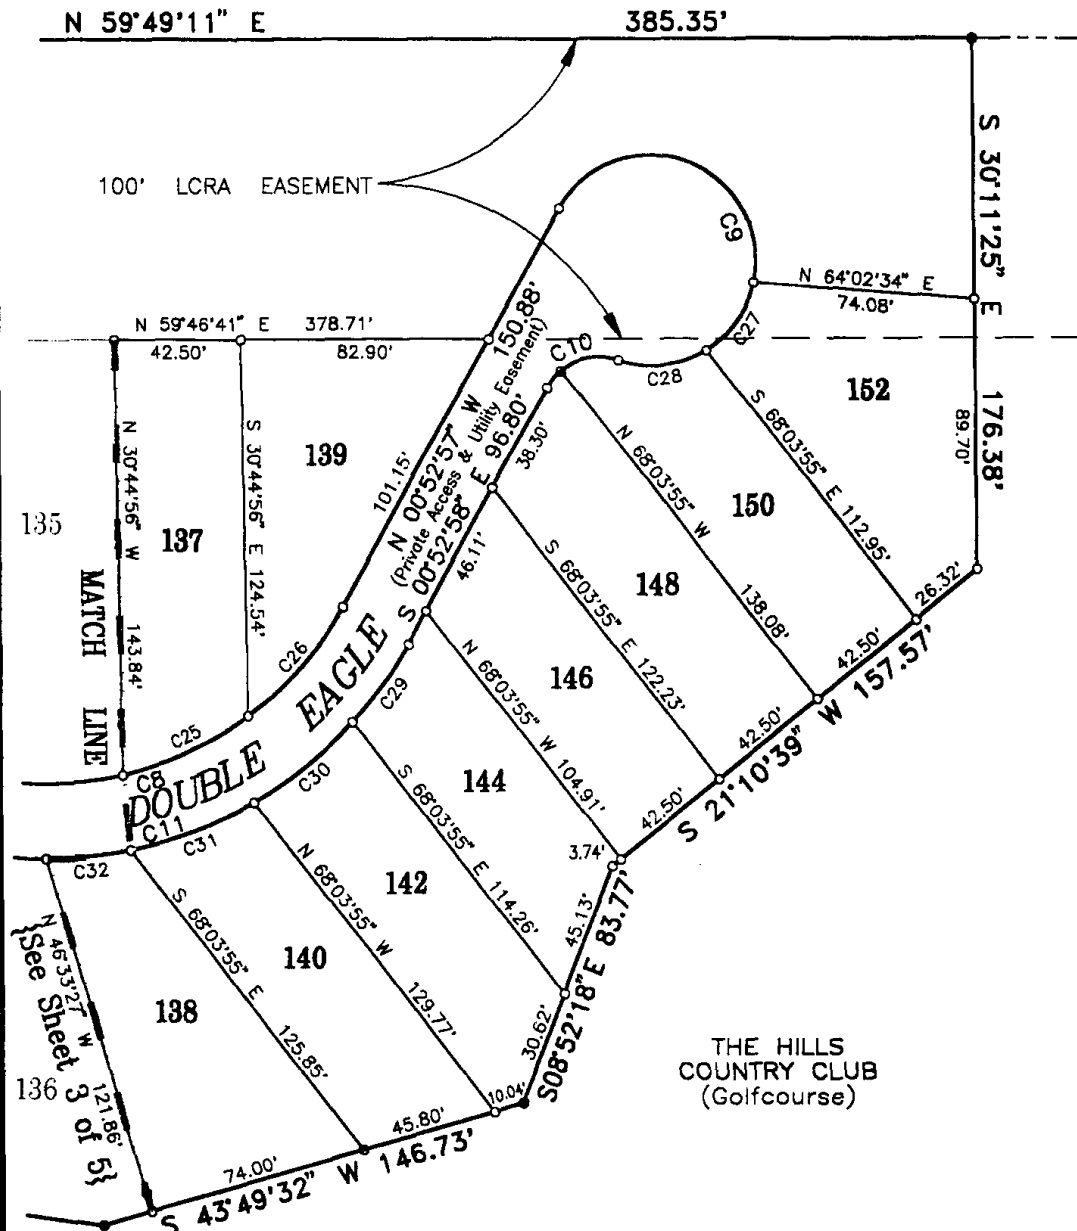 N 59°49'11" E 385.35'
S 30°11'25" E 176.38'
100' LCRA EASEMENT
C9
N 64°02'34" E
74.08'
N 59°46'41" E 378.71'
42.50' 82.90'
150.88'
C10
C27
C28
152
89.70'
N 00°52'57" W
(Private Access & Utility Easement)
S 00°52'58" E 96.80'
101.15'
38.30'
46.11'
139
137
135
N 30°44'56" W 143.84'
S 30°44'56" E 124.54'
MATCH LINE
S 68°03'55" E 112.95'
150
N 68°03'55" W 138.08'
148
S 68°03'55" E 122.23'
146
N 68°03'55" W 104.91'
144
S 68°03'55" E 114.26'
142
N 68°03'55" W 129.77'
140
S 68°03'55" E 125.85'
138
N 46°33'27" W 121.86'
{See Sheet 3 of 5}
136
C25
C26
C8
DOUBLE EAGLE
C11
C29
C30
C31
C32
26.32'
42.50'
42.50'
42.50'
S 21°10'39" W 157.57'
3.74'
45.13'
30.62'
S08°52'18"E 83.77'
10.04'
45.80'
74.00'
S 43°49'32" W 146.73'
THE HILLS
COUNTRY CLUB
(Golfcourse)